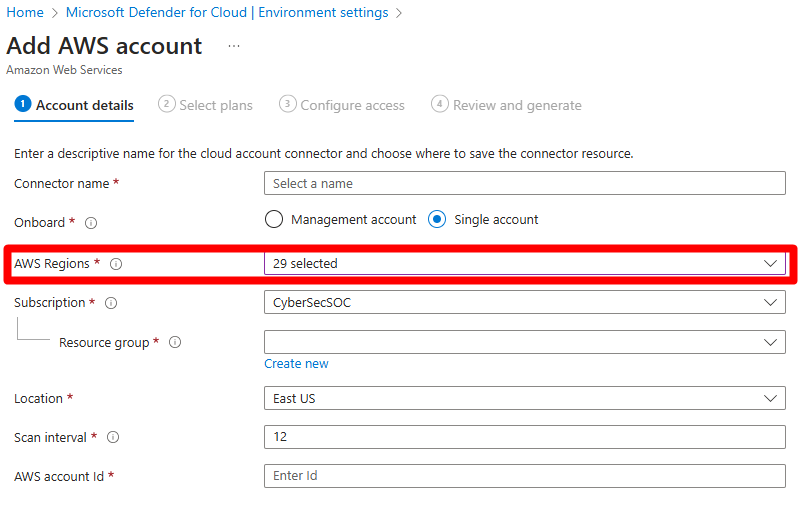 Home > Microsoft Defender for Cloud | Environment settings >
Add AWS account ...
Amazon Web Services
1 Account details 2 Select plans 3 Configure access 4 Review and generate
Enter a descriptive name for the cloud account connector and choose where to save the connector resource.
Connector name * Select a name
Onboard * Management account Single account
AWS Regions * 29 selected
Subscription * CyberSecSOC
Resource group *
Create new
Location * East US
Scan interval * 12
AWS account Id * Enter Id